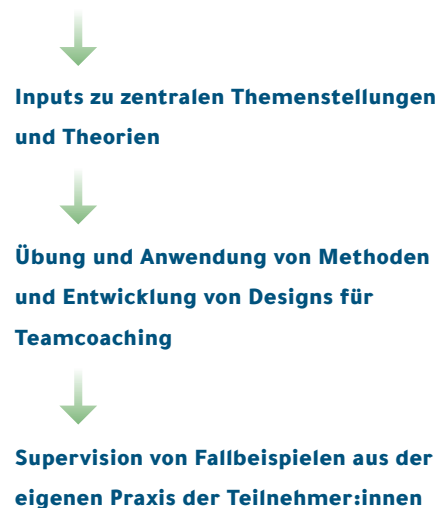 Inputs zu zentralen Themenstellungen
und Theorien
Übung und Anwendung von Methoden
und Entwicklung von Designs für
Teamcoaching
Supervision von Fallbeispielen aus der
eigenen Praxis der Teilnehmer:innen